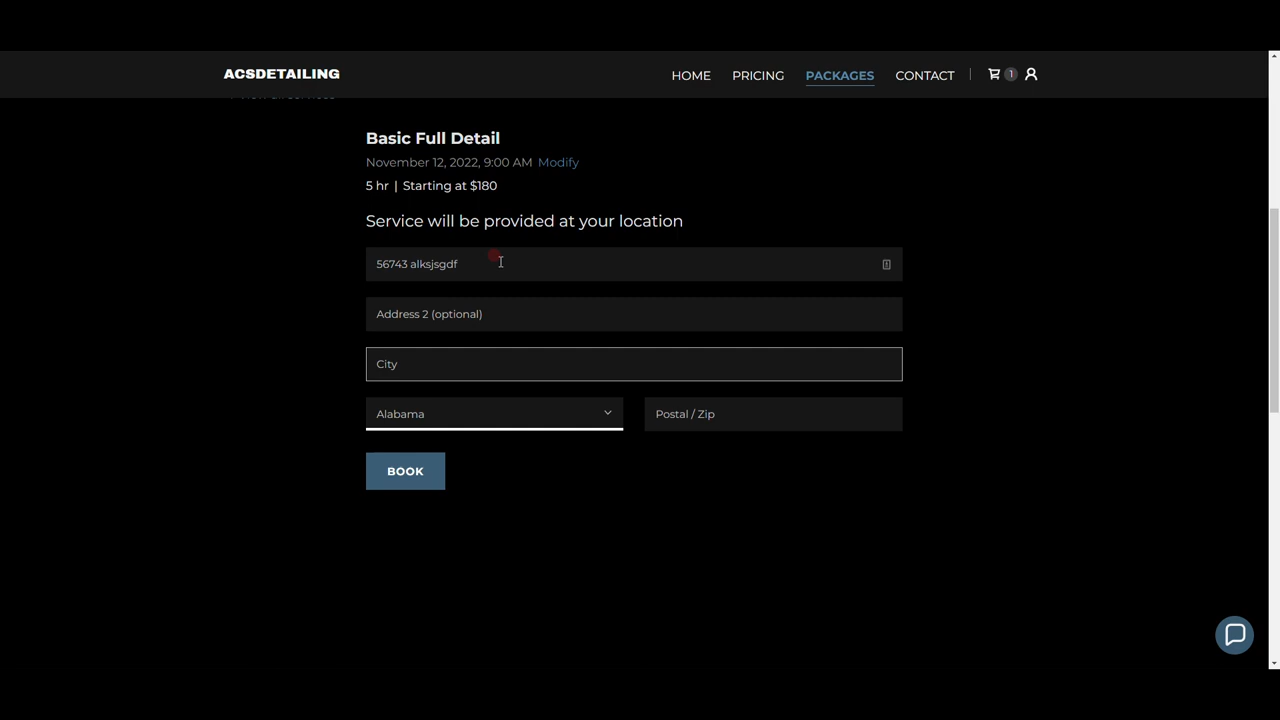 ACSDETAILING
HOME PRICING PACKAGES CONTACT 1
Basic Full Detail
November 12, 2022, 9:00 AM Modify
5 hr | Starting at $180
Service will be provided at your location
56743 alksjsgdf
Address 2 (optional)
City
Alabama Postal / Zip
BOOK